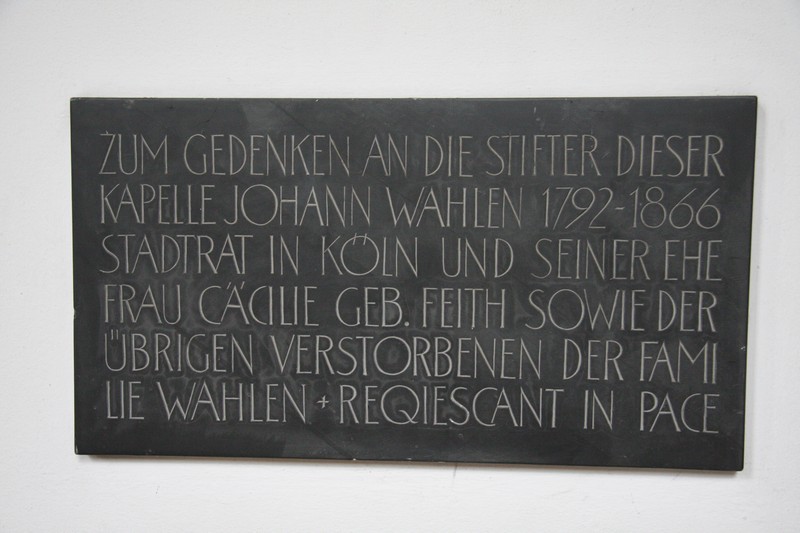 ZUM GEDENKEN AN DIE STIFTER DIESER
KAPELLE JOHANN WAHLEN 1792-1866
STADTRAT IN KÖLN UND SEINER EHE
FRAU CÄCILIE GEB. FEITH SOWIE DER
ÜBRIGEN VERSTORBENEN DER FAMI
LIE WAHLEN + REQIESCANT IN PACE